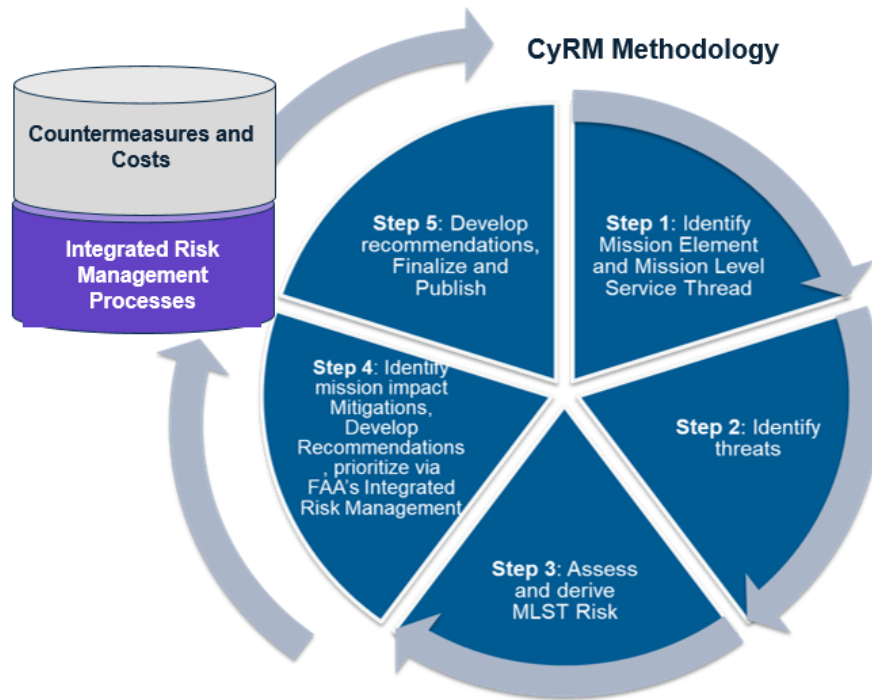 CyRM Methodology
Countermeasures and
Costs
Integrated Risk
Management
Processes
Step 1: Identify
Mission Element
and Mission Level
Service Thread
Step 2: Identify
threats
Step 3: Assess
and derive
MLST Risk
Step 4: Identify
mission impact
Mitigations,
Develop
Recommendations
, prioritize via
FAA's Integrated
Risk Management
Step 5: Develop
recommendations,
Finalize and
Publish